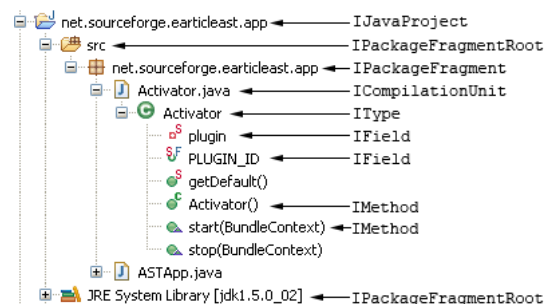 net.sourceforge.earticleast.app IJavaProject
src IPackageFragmentRoot
net.sourceforge.earticleast.app IPackageFragment
Activator.java ICompilationUnit
Activator IType
plugin IField
PLUGIN_ID IField
getDefault()
Activator() IMethod
start(BundleContext) IMethod
stop(BundleContext)
ASTApp.java
JRE System Library [jdk1.5.0_02] IPackageFragmentRoot